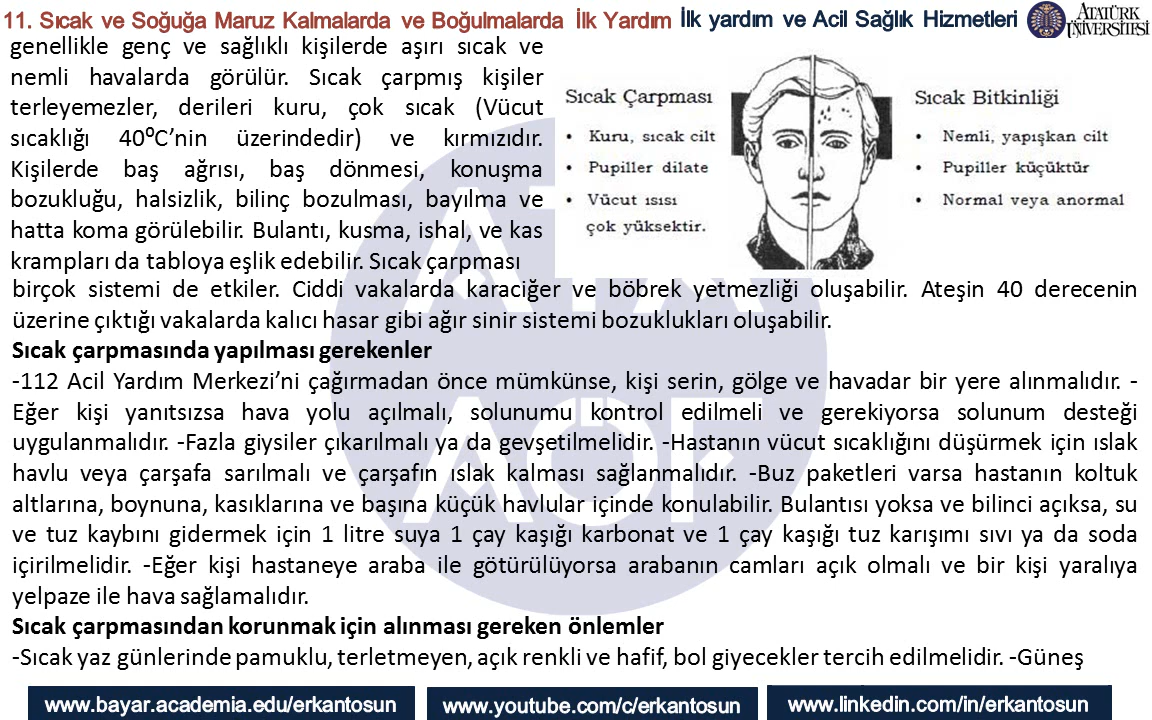 11. Sıcak ve Soğuğa Maruz Kalmalarda ve Boğulmalarda İlk Yardım İlk yardım ve Acil Sağlık Hizmetleri ATATÜRK ÜNİVERSİTESİ
genellikle genç ve sağlıklı kişilerde aşırı sıcak ve
nemli havalarda görülür. Sıcak çarpmış kişiler
terleyemezler, derileri kuru, çok sıcak (Vücut
sıcaklığı 40⁰C’nin üzerindedir) ve kırmızıdır.
Kişilerde baş ağrısı, baş dönmesi, konuşma
bozukluğu, halsizlik, bilinç bozulması, bayılma ve
hatta koma görülebilir. Bulantı, kusma, ishal, ve kas
krampları da tabloya eşlik edebilir. Sıcak çarpması
Sıcak Çarpması
• Kuru, sıcak cilt
• Pupiller dilate
• Vücut ısısı
çok yüksektir.
Sıcak Bitkinliği
• Nemli, yapışkan cilt
• Pupiller küçüktür
• Normal veya anormal
birçok sistemi de etkiler. Ciddi vakalarda karaciğer ve böbrek yetmezliği oluşabilir. Ateşin 40 derecenin
üzerine çıktığı vakalarda kalıcı hasar gibi ağır sinir sistemi bozuklukları oluşabilir.
Sıcak çarpmasında yapılması gerekenler
-112 Acil Yardım Merkezi’ni çağırmadan önce mümkünse, kişi serin, gölge ve havadar bir yere alınmalıdır. -
Eğer kişi yanıtsızsa hava yolu açılmalı, solunumu kontrol edilmeli ve gerekiyorsa solunum desteği
uygulanmalıdır. -Fazla giysiler çıkarılmalı ya da gevşetilmelidir. -Hastanın vücut sıcaklığını düşürmek için ıslak
havlu veya çarşafa sarılmalı ve çarşafın ıslak kalması sağlanmalıdır. -Buz paketleri varsa hastanın koltuk
altlarına, boynuna, kasıklarına ve başına küçük havlular içinde konulabilir. Bulantısı yoksa ve bilinci açıksa, su
ve tuz kaybını gidermek için 1 litre suya 1 çay kaşığı karbonat ve 1 çay kaşığı tuz karışımı sıvı ya da soda
içirilmelidir. -Eğer kişi hastaneye araba ile götürülüyorsa arabanın camları açık olmalı ve bir kişi yaralıya
yelpaze ile hava sağlamalıdır.
Sıcak çarpmasından korunmak için alınması gereken önlemler
-Sıcak yaz günlerinde pamuklu, terletmeyen, açık renkli ve hafif, bol giyecekler tercih edilmelidir. -Güneş
www.bayar.academia.edu/erkantosun www.youtube.com/c/erkantosun www.linkedin.com/in/erkantosun